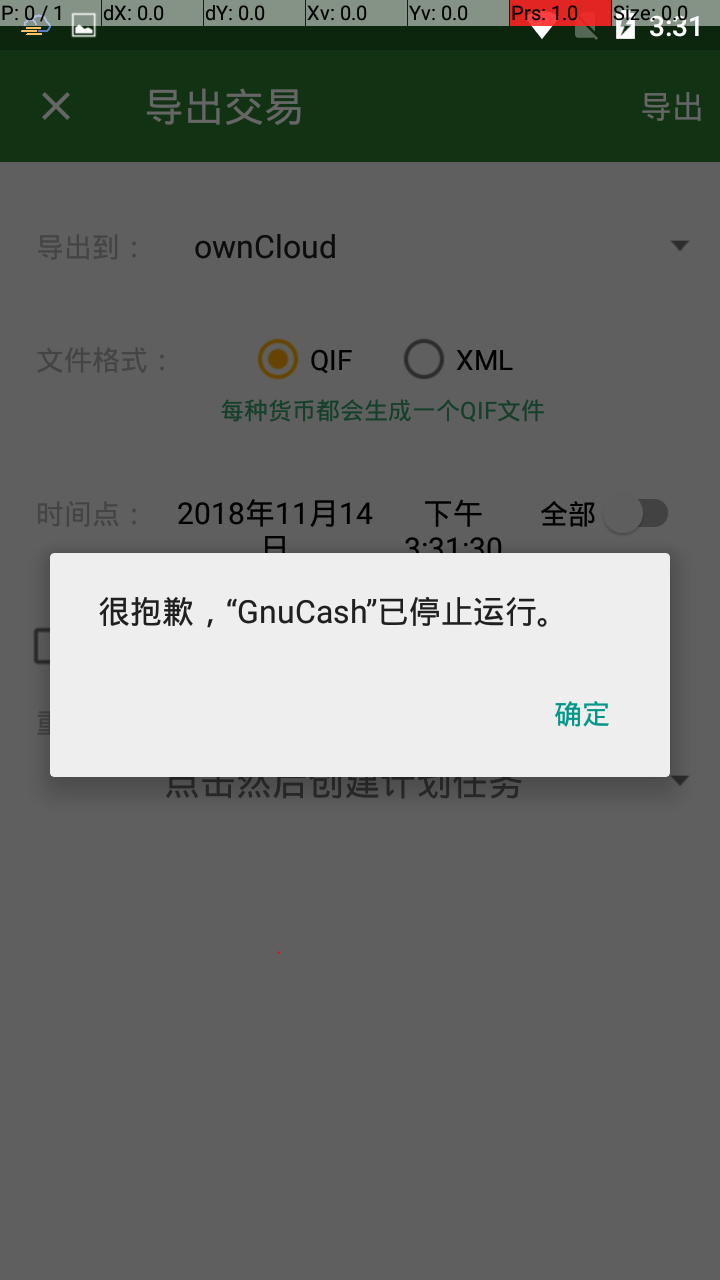 P: 0 / 1 dX: 0.0 dY: 0.0 Xv: 0.0 Yv: 0.0 Prs: 1.0 Size: 0.0
3:31
导出交易 导出
导出到： ownCloud
文件格式： QIF XML
每种货币都会生成一个QIF文件
时间点： 2018年11月14日 下午3:31:30 全部
很抱歉，“GnuCash”已停止运行。
确定
点击然后创建计划任务